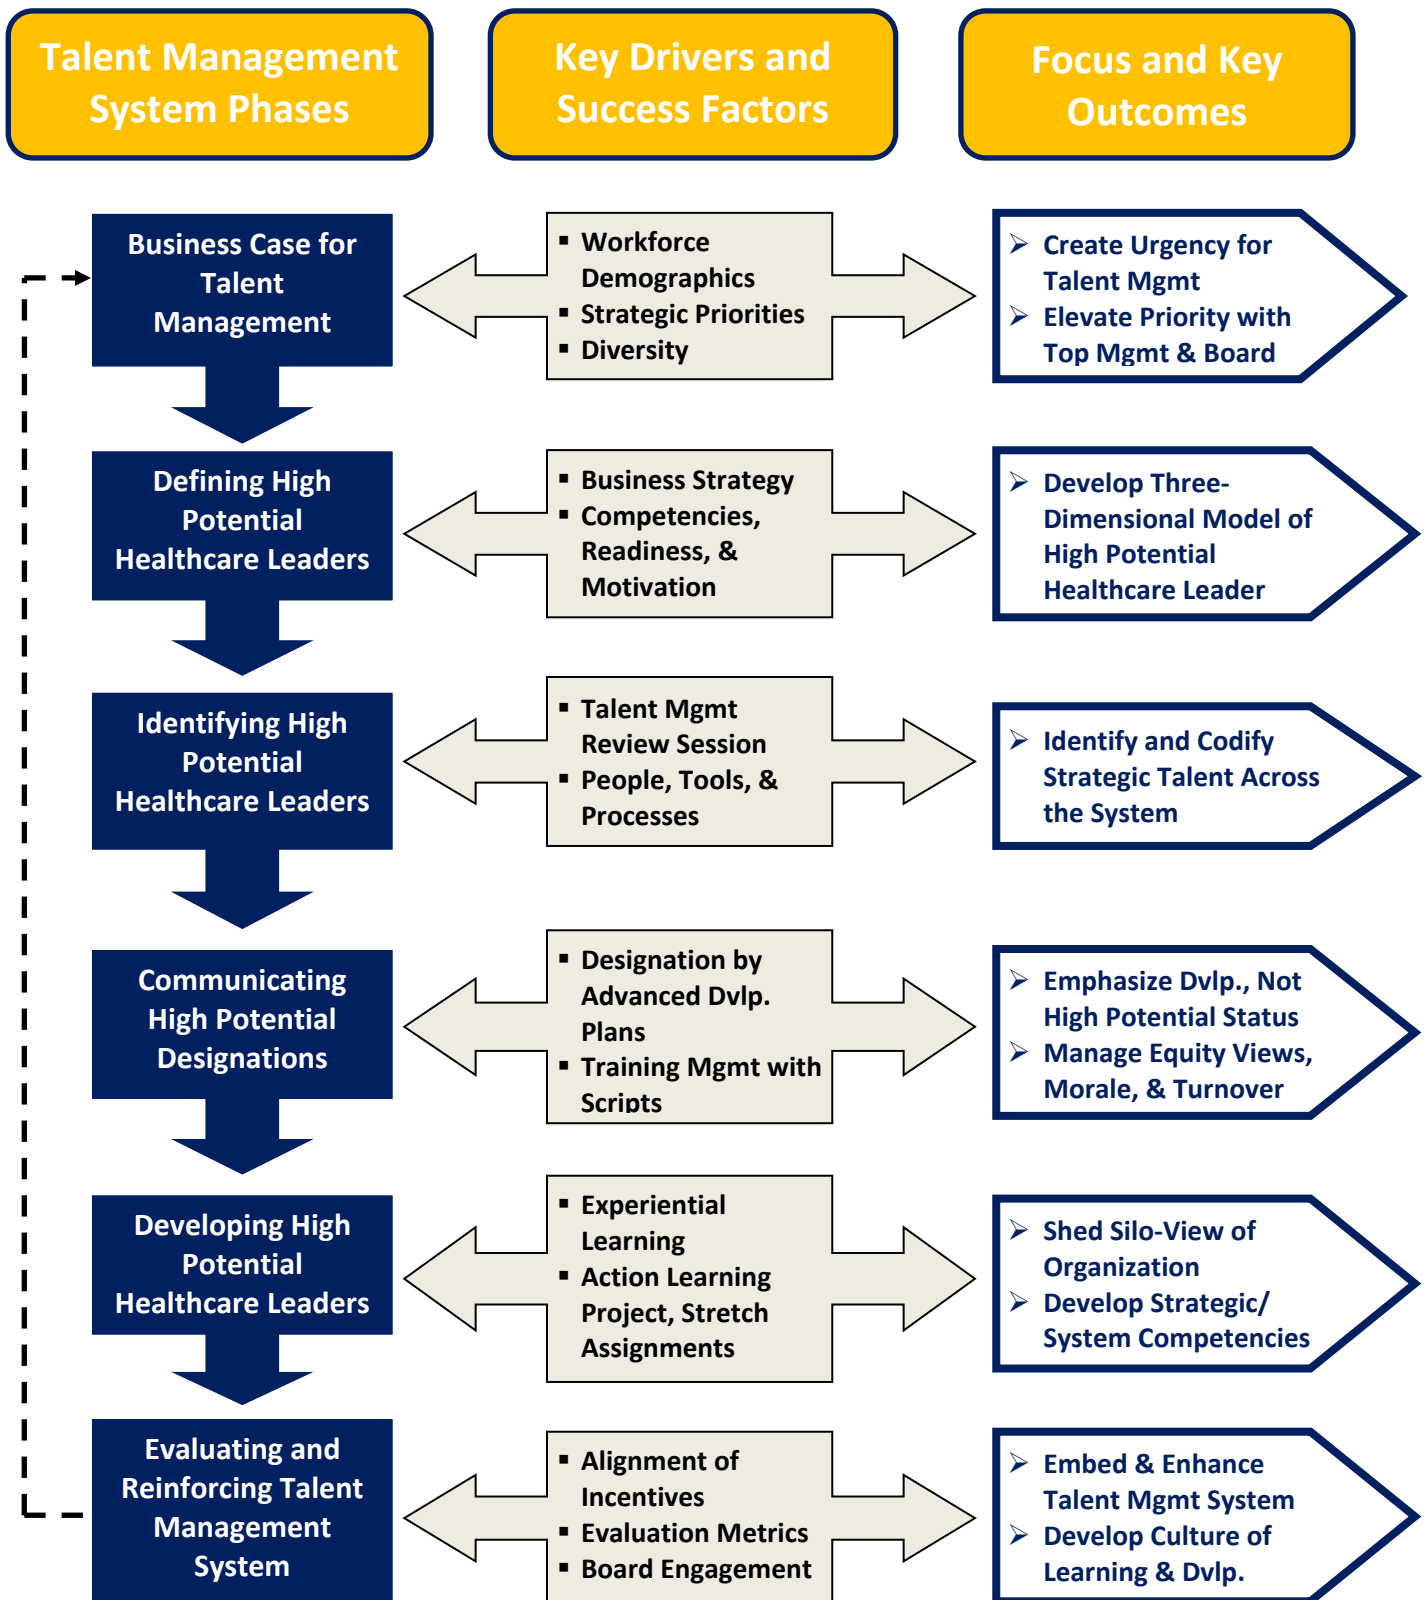 Talent Management
System Phases
Key Drivers and
Success Factors
Focus and Key
Outcomes
Business Case for
Talent
Management
▪ Workforce
Demographics
▪ Strategic Priorities
▪ Diversity
➢ Create Urgency for
Talent Mgmt
➢ Elevate Priority with
Top Mgmt & Board
Defining High
Potential
Healthcare Leaders
▪ Business Strategy
▪ Competencies,
Readiness, &
Motivation
➢ Develop Three-
Dimensional Model of
High Potential
Healthcare Leader
Identifying High
Potential
Healthcare Leaders
▪ Talent Mgmt
Review Session
▪ People, Tools, &
Processes
➢ Identify and Codify
Strategic Talent Across
the System
Communicating
High Potential
Designations
▪ Designation by
Advanced Dvlp.
Plans
▪ Training Mgmt with
Scripts
➢ Emphasize Dvlp., Not
High Potential Status
➢ Manage Equity Views,
Morale, & Turnover
Developing High
Potential
Healthcare Leaders
▪ Experiential
Learning
▪ Action Learning
Project, Stretch
Assignments
➢ Shed Silo-View of
Organization
➢ Develop Strategic/
System Competencies
Evaluating and
Reinforcing Talent
Management
System
▪ Alignment of
Incentives
▪ Evaluation Metrics
▪ Board Engagement
➢ Embed & Enhance
Talent Mgmt System
➢ Develop Culture of
Learning & Dvlp.